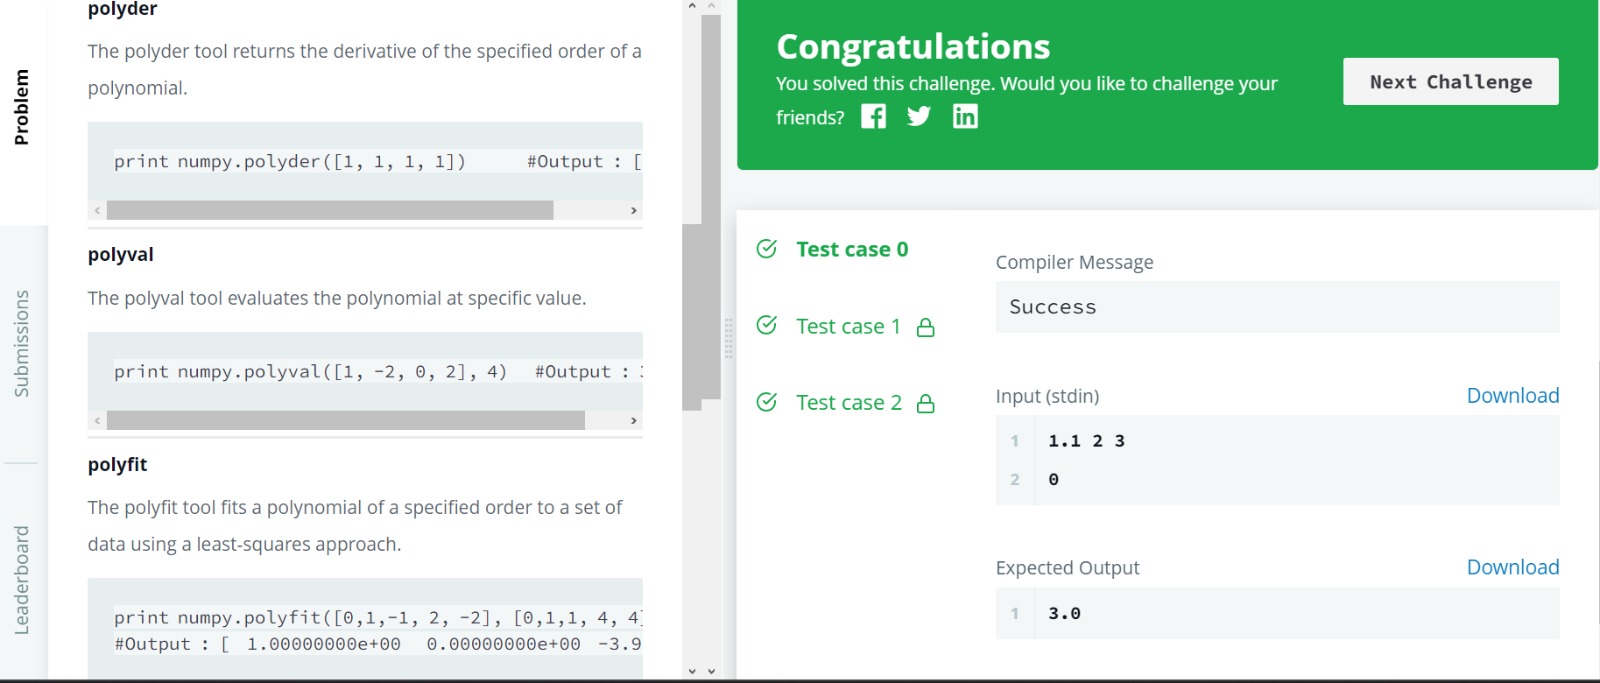 Problem
Submissions
Leaderboard
polyder
The polyder tool returns the derivative of the specified order of a
polynomial.
print numpy.polyder([1, 1, 1, 1])      #Output : [
polyval
The polyval tool evaluates the polynomial at specific value.
print numpy.polyval([1, -2, 0, 2], 4)   #Output :
polyfit
The polyfit tool fits a polynomial of a specified order to a set of
data using a least-squares approach.
print numpy.polyfit([0,1,-1, 2, -2], [0,1,1, 4, 4]
#Output : [  1.00000000e+00   0.00000000e+00  -3.9
Congratulations
You solved this challenge. Would you like to challenge your
friends?
Next Challenge
Test case 0
Test case 1
Test case 2
Compiler Message
Success
Input (stdin)
Download
1 1.1 2 3
2 0
Expected Output
Download
1 3.0